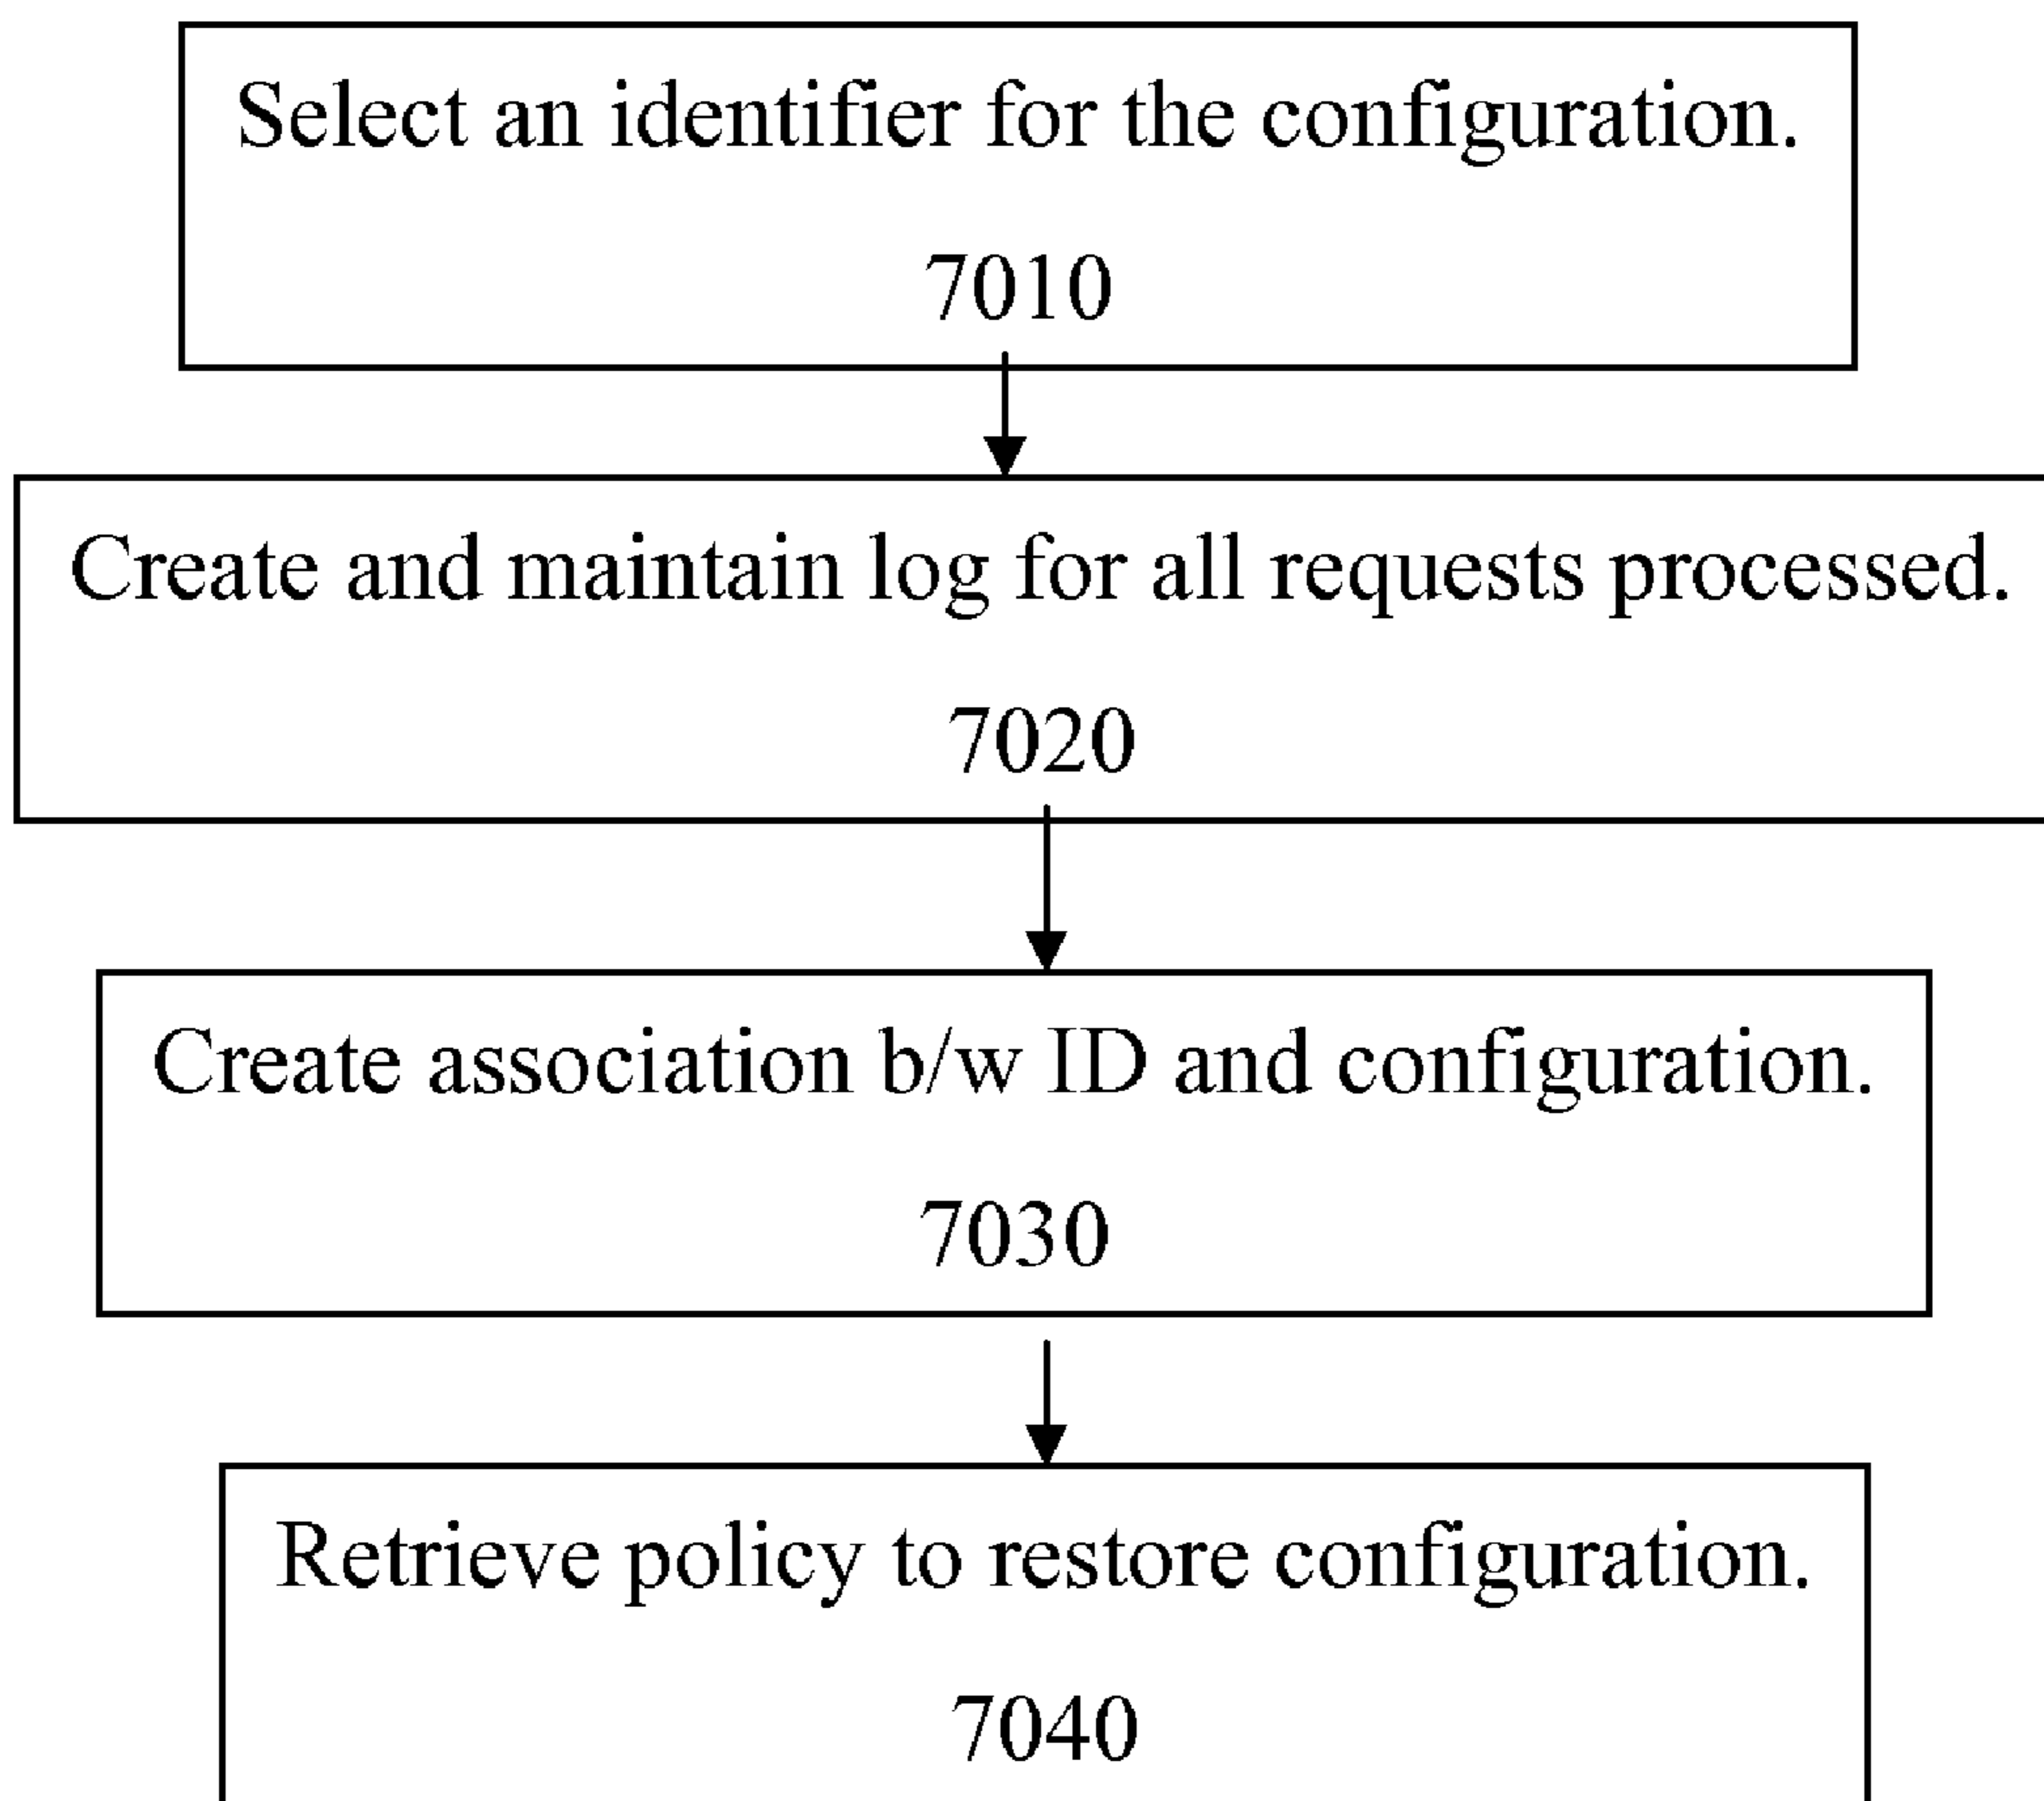 Select an identifier for the configuration.
7010
Create and maintain log for all requests processed.
7020
Create association b/w ID and configuration.
7030
Retrieve policy to restore configuration.
7040